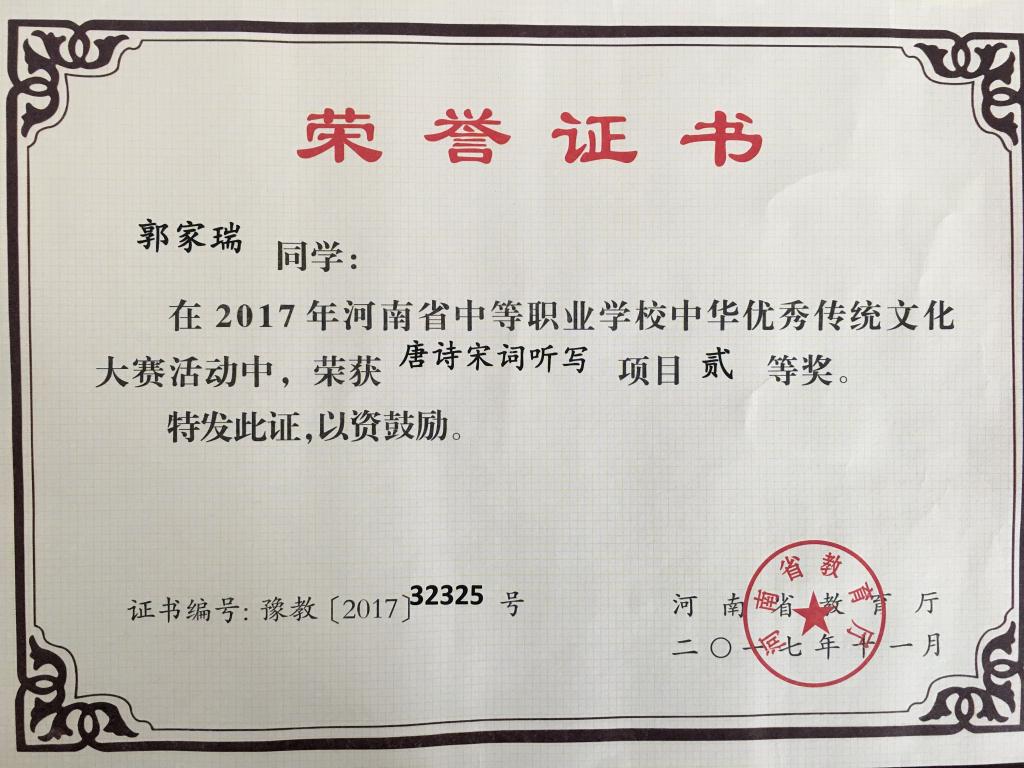 荣誉证书
郭家瑞 同学：
在2017年河南省中等职业学校中华优秀传统文化
大赛活动中，荣获 唐诗宋词听写 项目 贰 等奖。
特发此证，以资鼓励。
证书编号：豫教〔2017〕32325 号
河南省教育厅
二〇一七年十一月
河南省教育厅